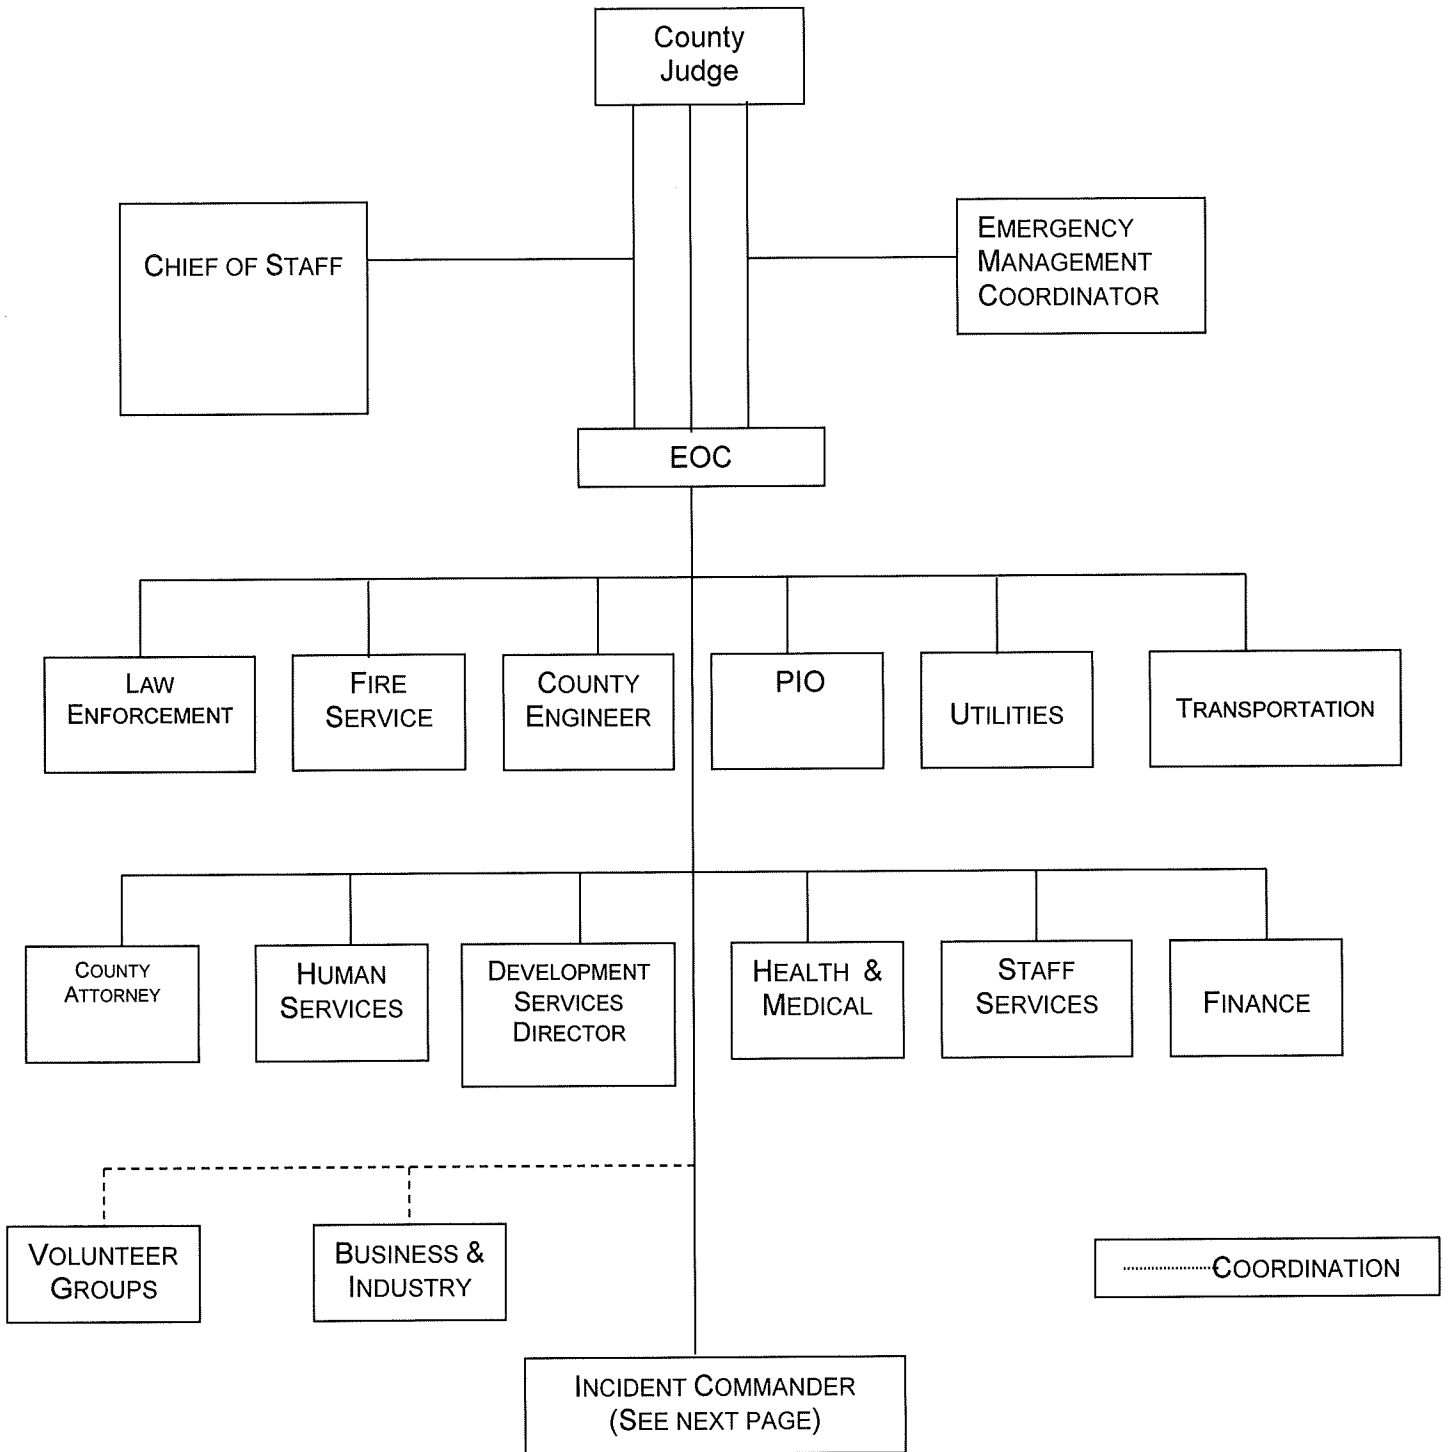 County
Judge
CHIEF OF STAFF
EMERGENCY
MANAGEMENT
COORDINATOR
EOC
LAW
ENFORCEMENT
FIRE
SERVICE
COUNTY
ENGINEER
PIO
UTILITIES
TRANSPORTATION
COUNTY
ATTORNEY
HUMAN
SERVICES
DEVELOPMENT
SERVICES
DIRECTOR
HEALTH &
MEDICAL
STAFF
SERVICES
FINANCE
VOLUNTEER
GROUPS
BUSINESS &
INDUSTRY
COORDINATION
INCIDENT COMMANDER
(SEE NEXT PAGE)